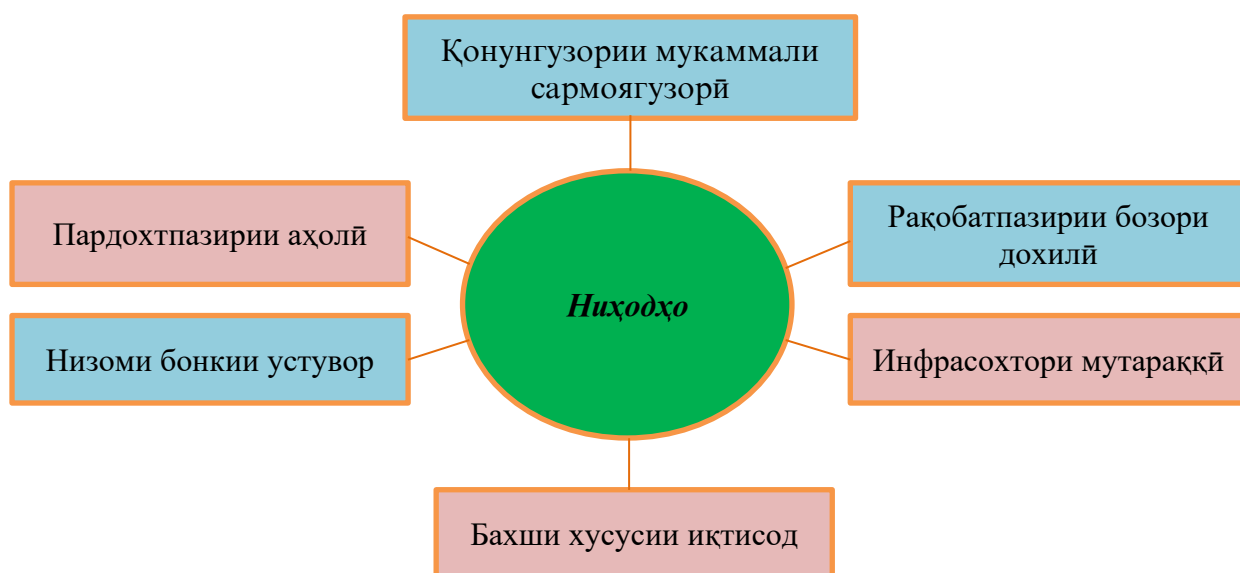 Қонунгузории мукаммали
сармоягузорӣ
Пардохтпазирии аҳолӣ
Рақобатпазирии бозори
дохилӣ
Ниҳодҳо
Низоми бонкии устувор
Инфрасохтори мутараққӣ
Бахши хусусии иқтисод